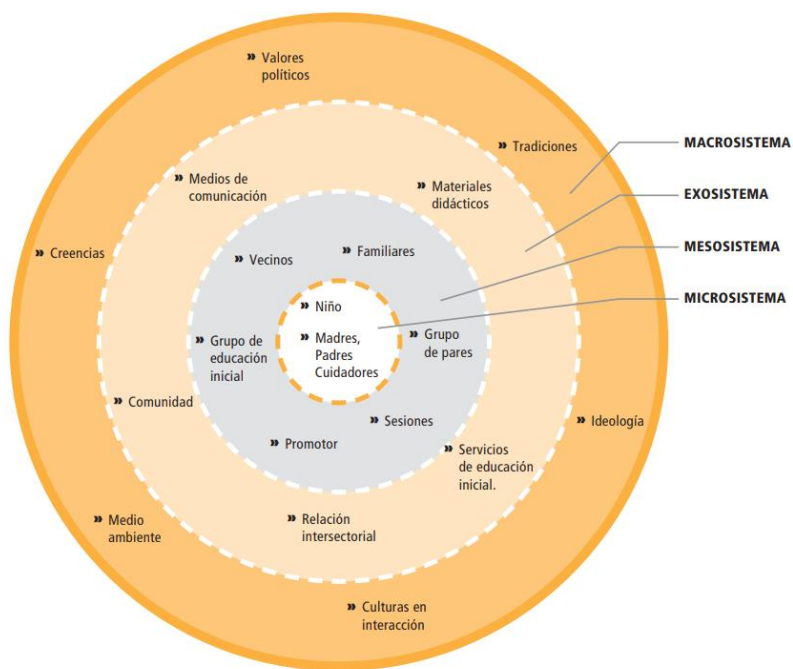 » Valores
políticos
» Tradiciones
MACROSISTEMA
» Medios de
comunicación
» Materiales
didácticos
EXOSISTEMA
» Creencias
» Vecinos
» Familiares
MESOSISTEMA
» Niño
MICROSISTEMA
» Grupo de
educación
inicial
» Madres,
Padres
Cuidadores
» Grupo
de pares
» Comunidad
» Sesiones
» Ideología
» Promotor
» Servicios
de educación
inicial.
» Medio
ambiente
» Relación
intersectorial
» Culturas en
interacción